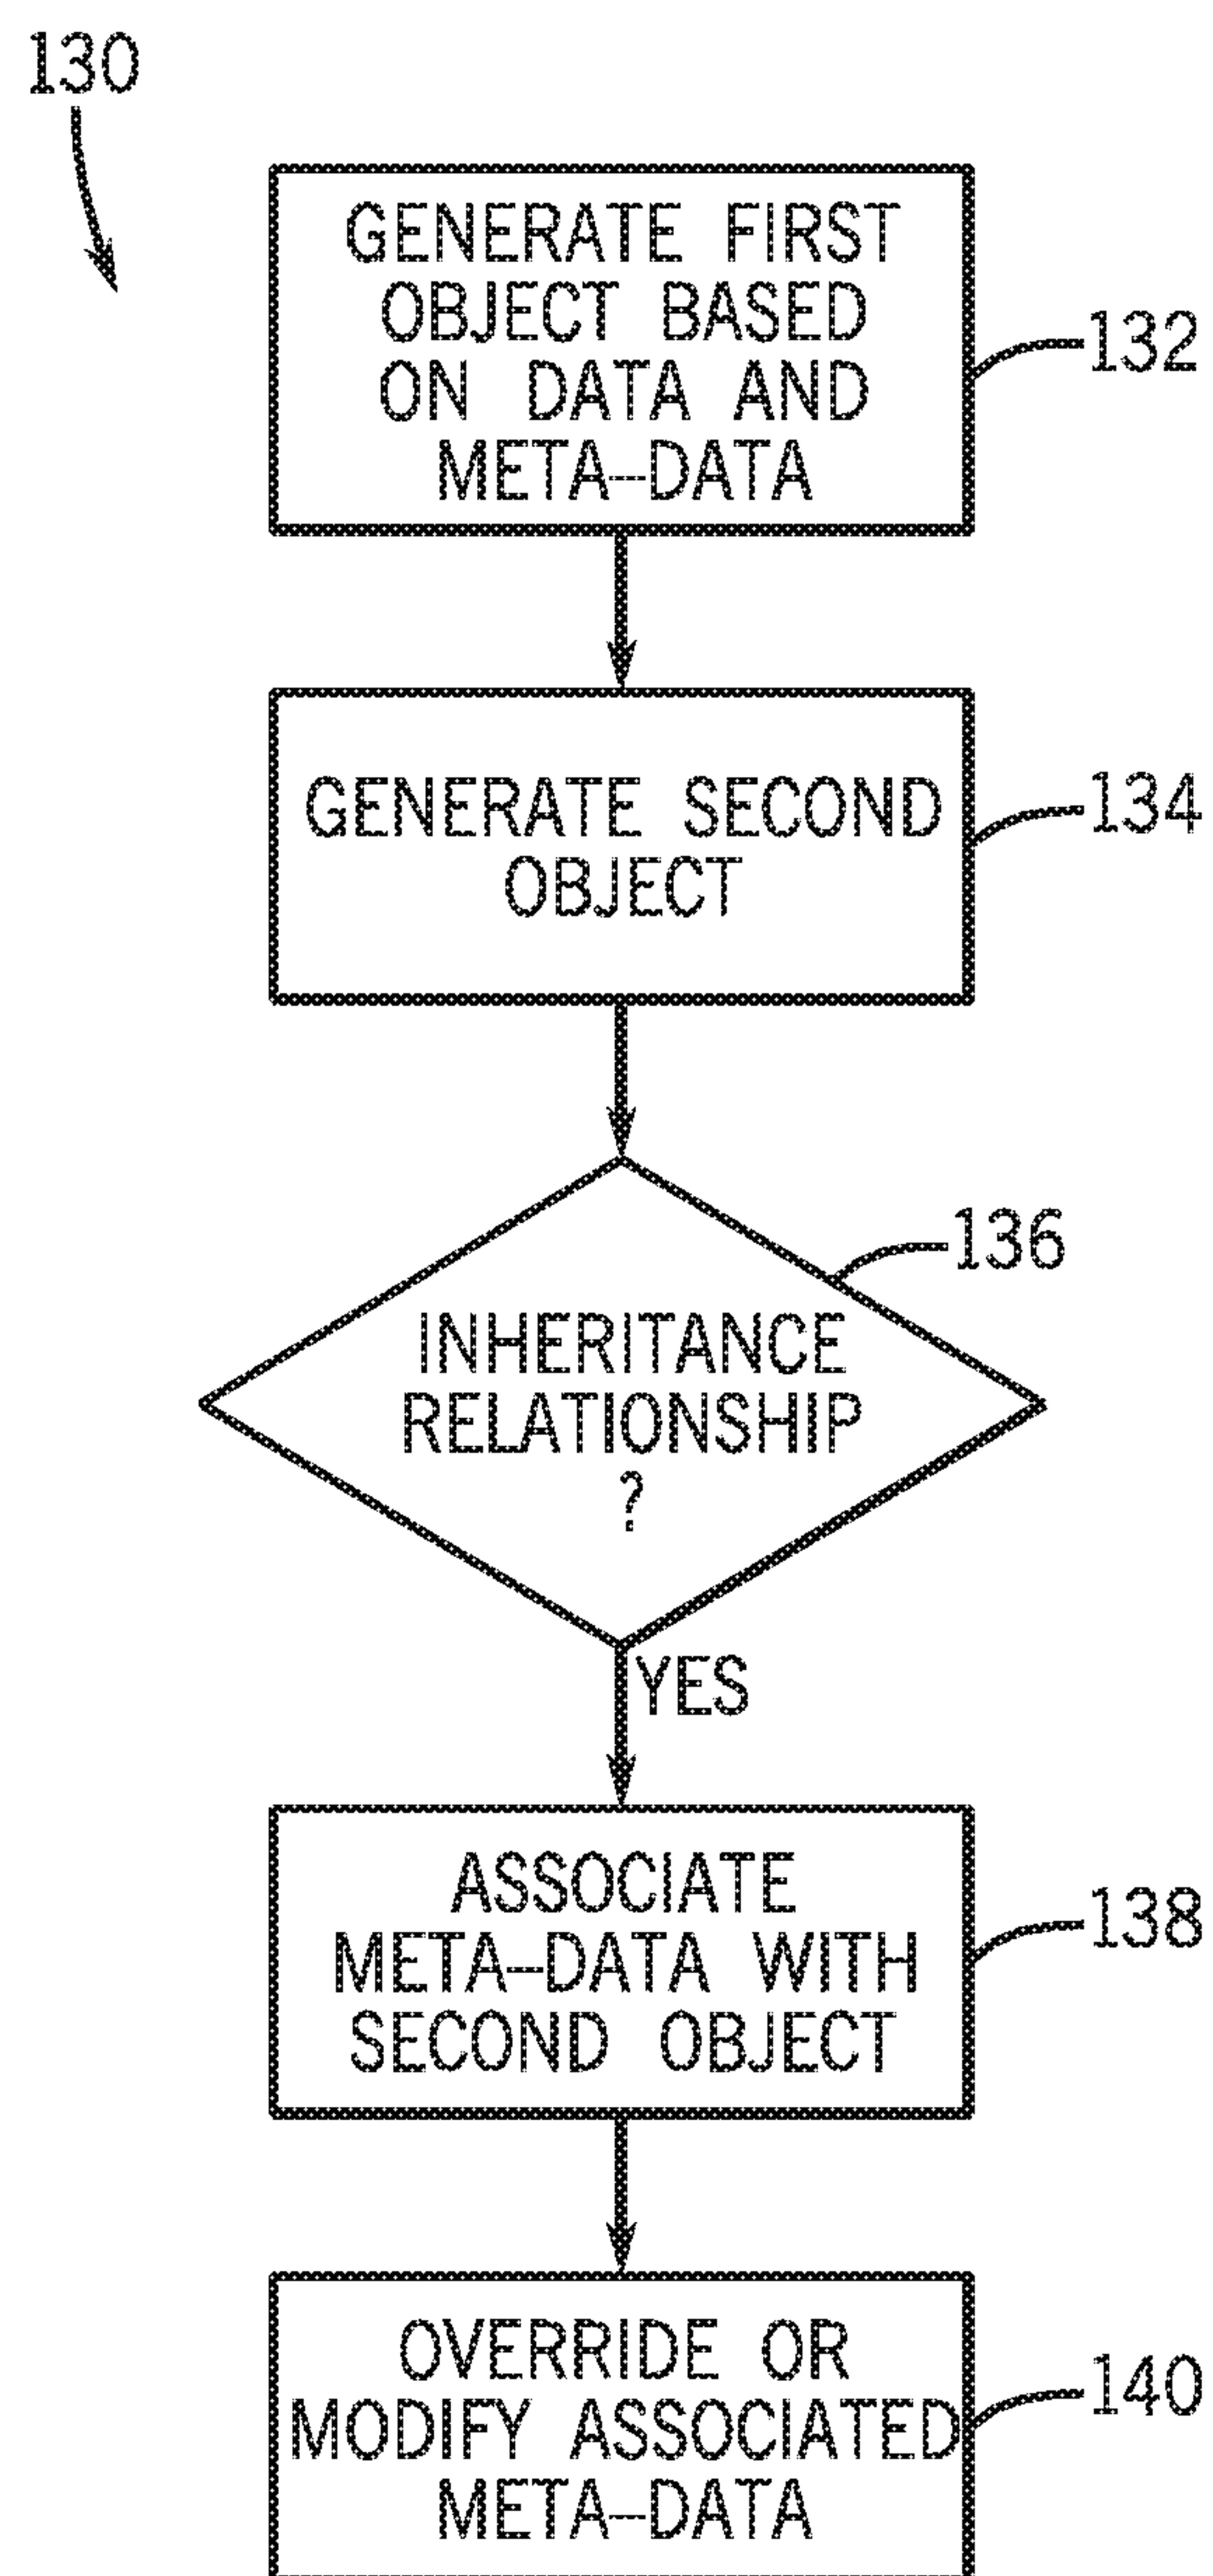 130
GENERATE FIRST
OBJECT BASED
ON DATA AND
META-DATA
132
GENERATE SECOND
OBJECT
134
136
INHERITANCE
RELATIONSHIP
?
YES
ASSOCIATE
META-DATA WITH
SECOND OBJECT
138
OVERRIDE OR
MODIFY ASSOCIATED
META-DATA
140